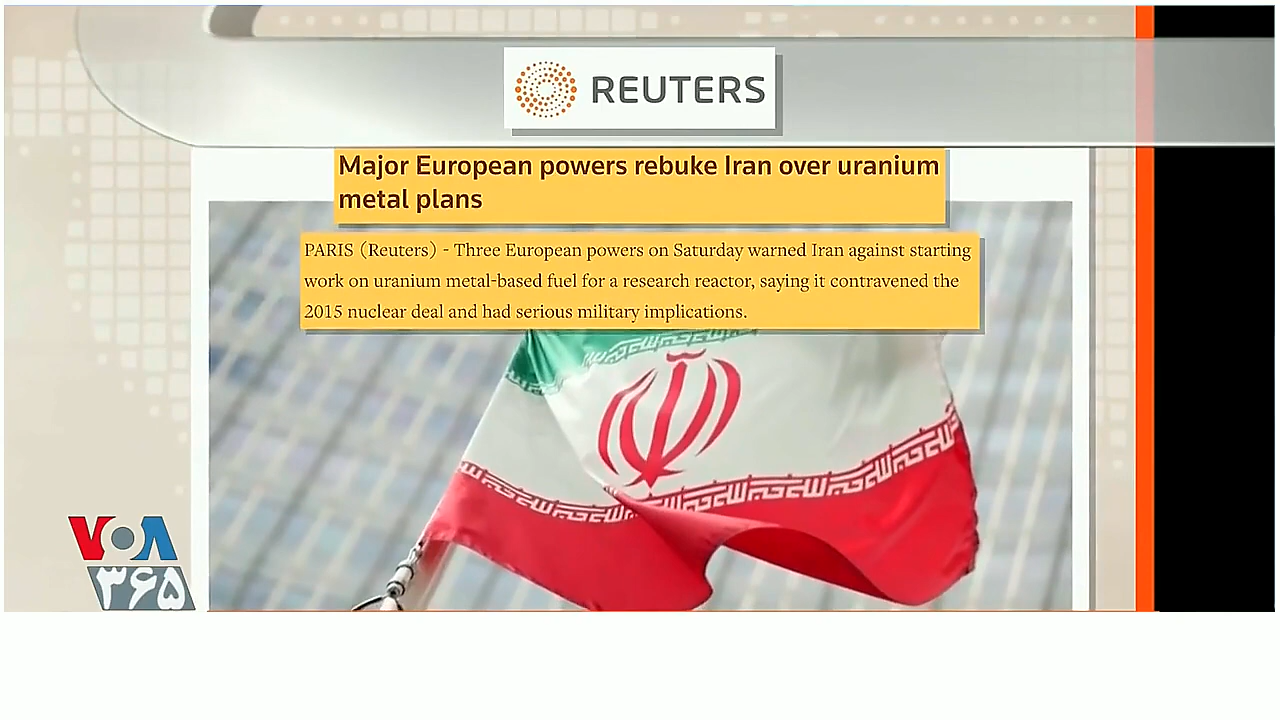 REUTERS
Major European powers rebuke Iran over uranium
metal plans
PARIS (Reuters) - Three European powers on Saturday warned Iran against starting
work on uranium metal-based fuel for a research reactor, saying it contravened the
2015 nuclear deal and had serious military implications.
VOA
۳۶۵